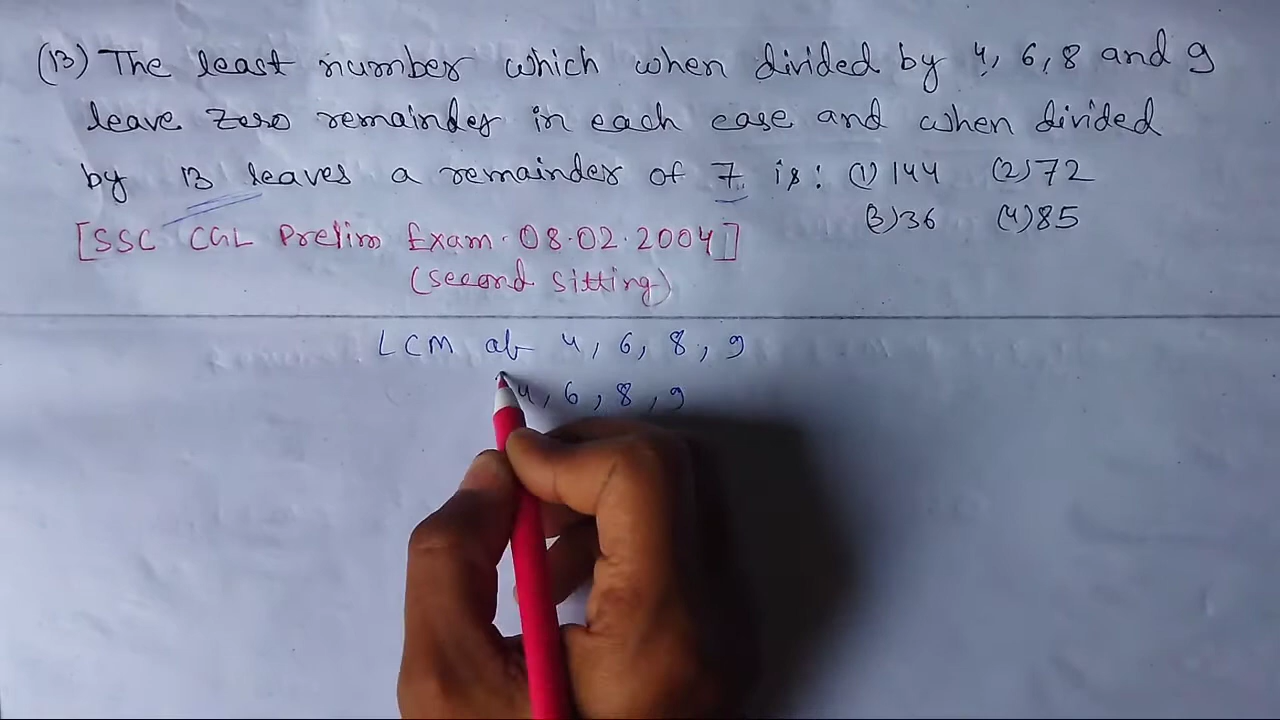 (13) The least number which when divided by 4, 6, 8 and 9
leave zero remainder in each case and when divided
by 13 leaves a remainder of 7 is: (1) 144 (2) 72
(3) 36 (4) 85
[SSC CGL Prelim Exam. 08.02.2004]
(second sitting)
LCM of 4, 6, 8, 9
4, 6, 8, 9